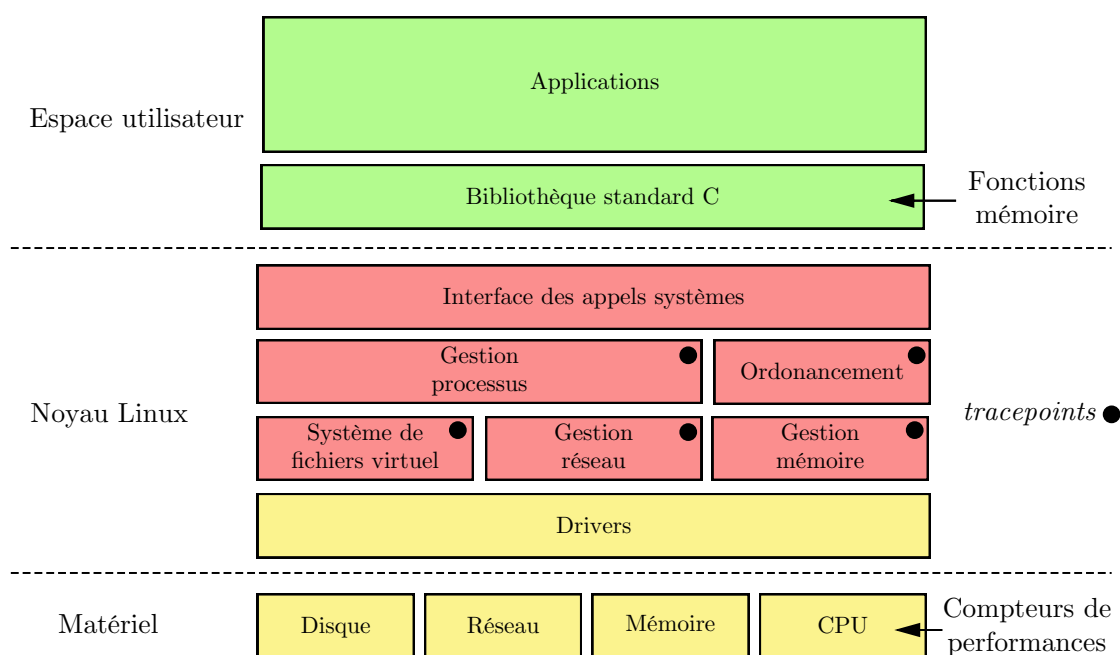 Applications
Espace utilisateur
Bibliothèque standard C
Fonctions
mémoire
Interface des appels systèmes
Gestion
processus
Ordonancement
Noyau Linux
tracepoints
Système de
fichiers virtuel
Gestion
réseau
Gestion
mémoire
Drivers
Matériel
Disque
Réseau
Mémoire
CPU
Compteurs de
performances